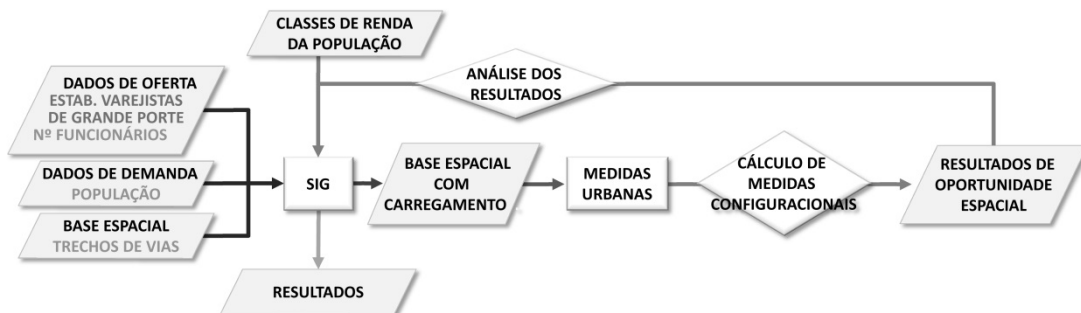 CLASSES DE RENDA
DA POPULAÇÃO
ANÁLISE DOS
RESULTADOS
DADOS DE OFERTA
ESTAB. VAREJISTAS
DE GRANDE PORTE
Nº FUNCIONÁRIOS
DADOS DE DEMANDA
POPULAÇÃO
BASE ESPACIAL
TRECHOS DE VIAS
SIG
BASE ESPACIAL
COM
CARREGAMENTO
MEDIDAS
URBANAS
CÁLCULO DE
MEDIDAS
CONFIGURACIONAIS
RESULTADOS DE
OPORTUNIDADE
ESPACIAL
RESULTADOS